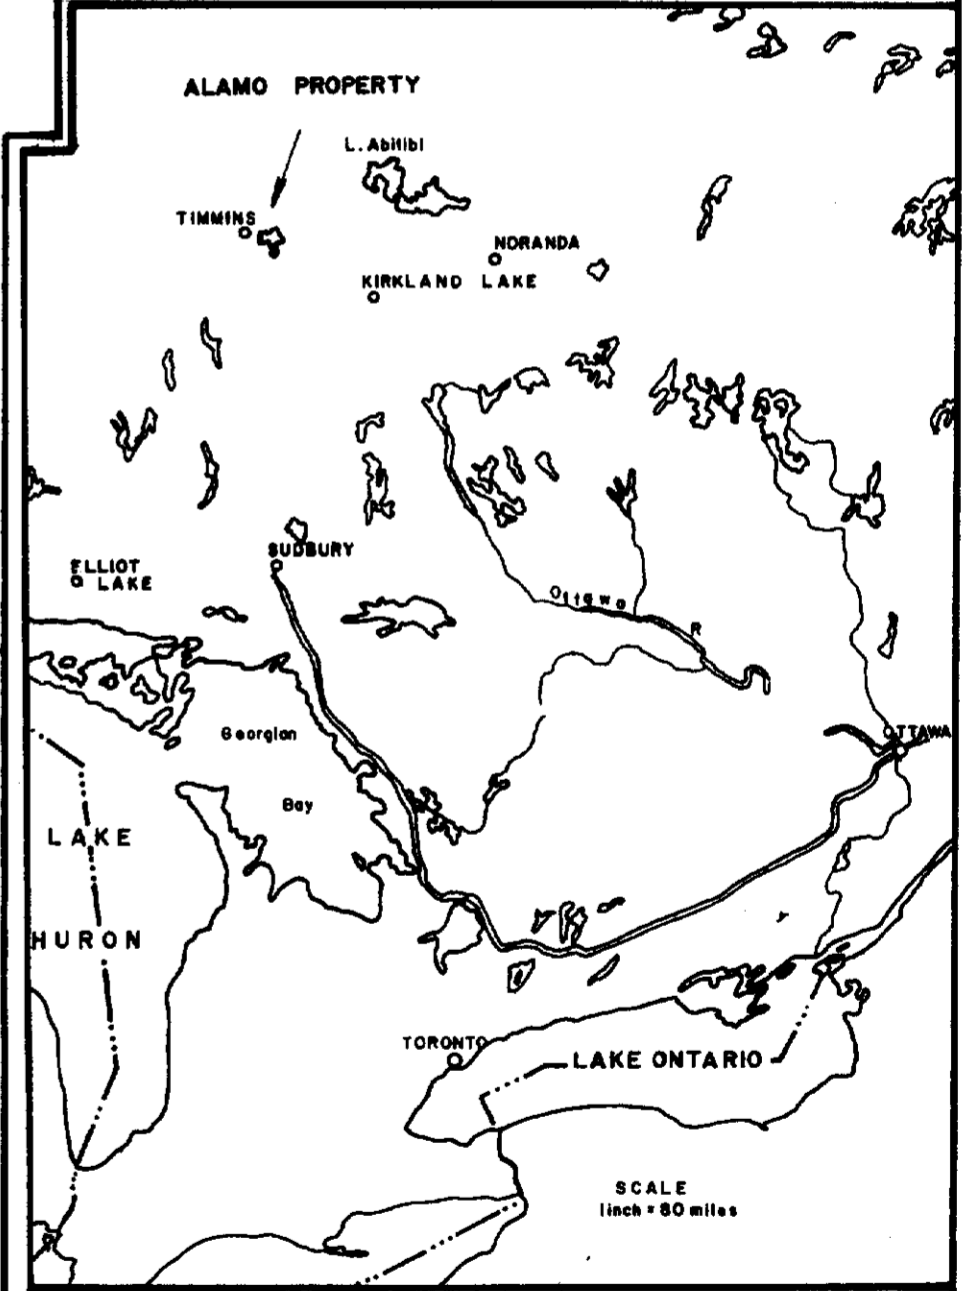 ALAMO PROPERTY
L. Abitibi
TIMMINS
NORANDA
KIRKLAND LAKE
SUDBURY
ELLIOT
LAKE
Ottawa
R
OTTAWA
Georgian
Bay
LAKE
HURON
TORONTO
LAKE ONTARIO
SCALE
1inch = 80 miles